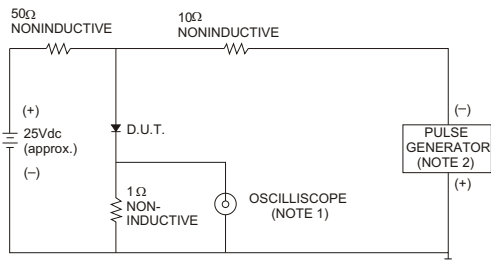 50Ω
NONINDUCTIVE
10Ω
NONINDUCTIVE
(+)
25Vdc
(approx.)
(–)
D.U.T.
1Ω
NON-
INDUCTIVE
OSCILLISCOPE
(NOTE 1)
(–)
PULSE
GENERATOR
(NOTE 2)
(+)